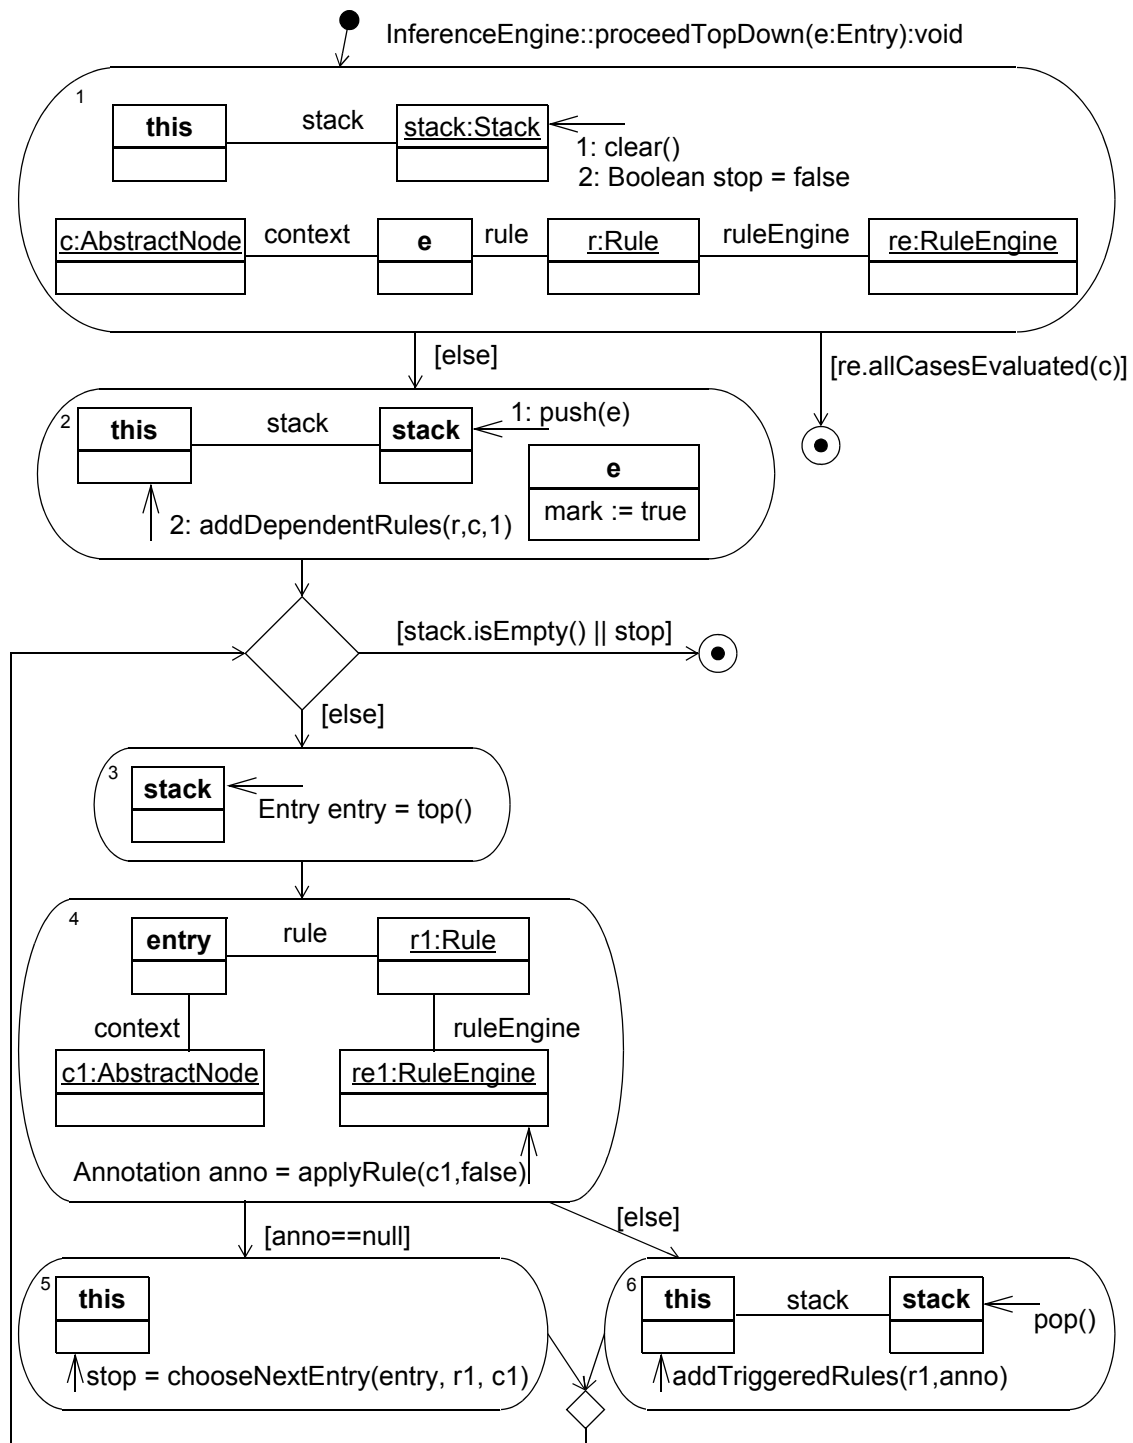 InferenceEngine::proceedTopDown(e:Entry):void
1
this
stack
stack:Stack
1: clear()
2: Boolean stop = false
c:AbstractNode
context
e
rule
r:Rule
ruleEngine
re:RuleEngine
[else]
[re.allCasesEvaluated(c)]
2
this
stack
stack
1: push(e)
e
mark := true
2: addDependentRules(r,c,1)
[stack.isEmpty() || stop]
[else]
3
stack
Entry entry = top()
4
entry
rule
r1:Rule
context
ruleEngine
c1:AbstractNode
re1:RuleEngine
Annotation anno = applyRule(c1,false)
[anno==null]
[else]
5
this
stop = chooseNextEntry(entry, r1, c1)
6
this
stack
stack
pop()
addTriggeredRules(r1,anno)